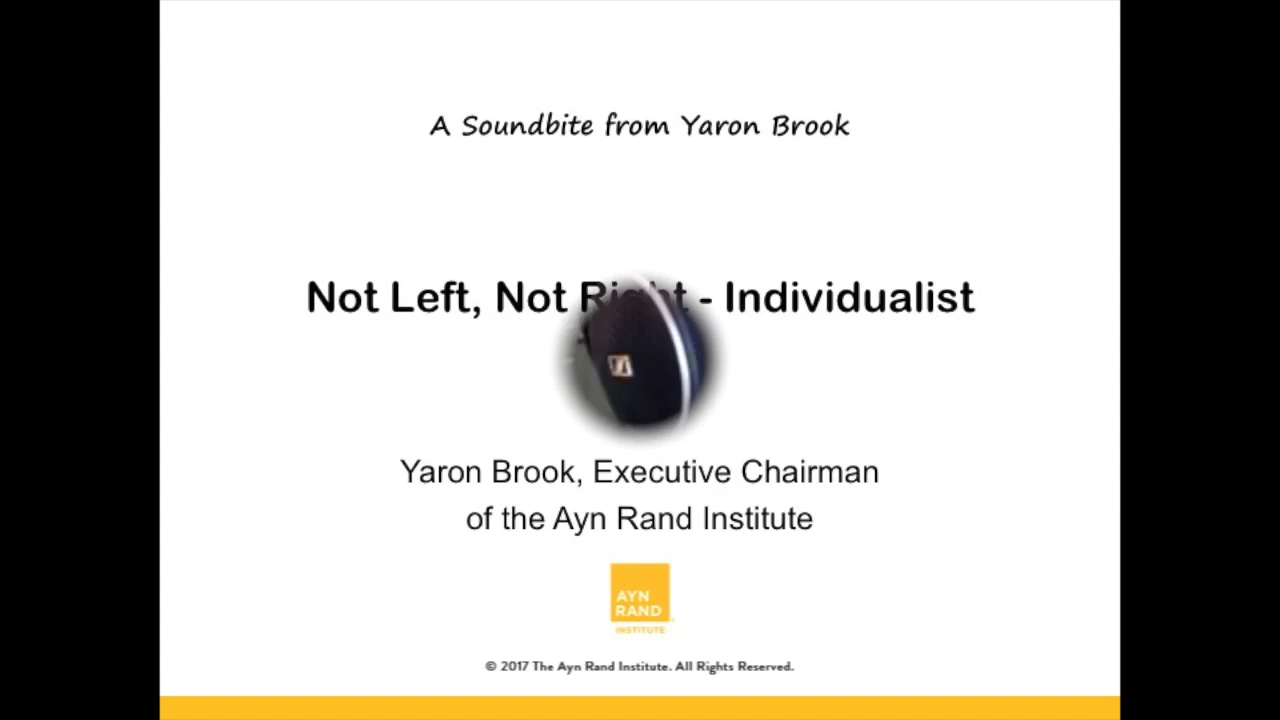 A Soundbite from Yaron Brook
Not Left, Not Right - Individualist
Yaron Brook, Executive Chairman
of the Ayn Rand Institute
AYN
RAND
INSTITUTE
© 2017 The Ayn Rand Institute. All Rights Reserved.